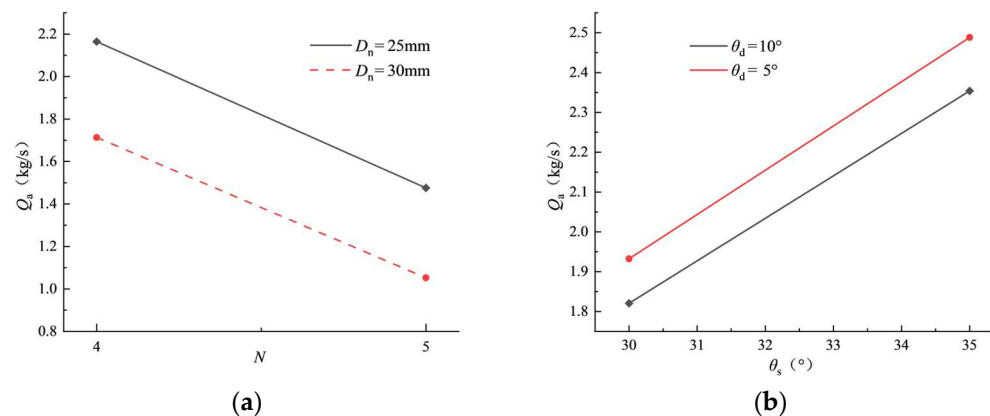 2.2
2.0
1.8
1.6
1.4
1.2
1.0
0.8
Qa（kg/s）
Dn = 25mm
Dn = 30mm
4
5
N
(a)
2.5
2.4
2.3
2.2
2.1
2.0
1.9
1.8
Qa（kg/s）
θd = 10°
θd = 5°
30 31 32 33 34 35
θs（°）
(b)